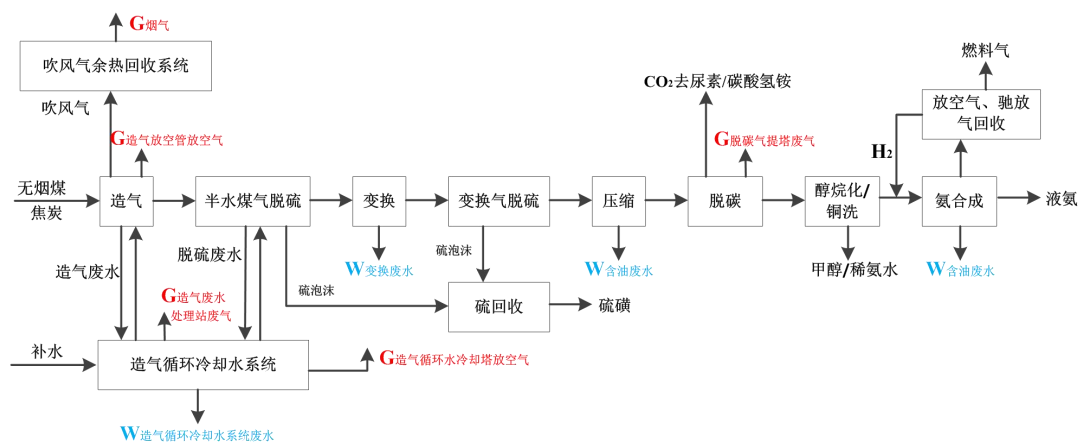 G烟气
吹风气余热回收系统
吹风气
G造气放空管放空气
CO2去尿素/碳酸氢铵
G脱碳气提塔废气
燃料气
放空气、驰放
气回收
H2
无烟煤
焦炭
造气
半水煤气脱硫
变换
变换气脱硫
压缩
脱碳
醇烷化/
铜洗
氨合成
液氨
造气废水
脱硫废水
W变换废水
硫泡沫
W含油废水
甲醇/稀氨水
W含油废水
G造气废水
处理站废气
硫泡沫
硫回收
硫磺
补水
造气循环冷却水系统
G造气循环水冷却塔放空气
W造气循环冷却水系统废水